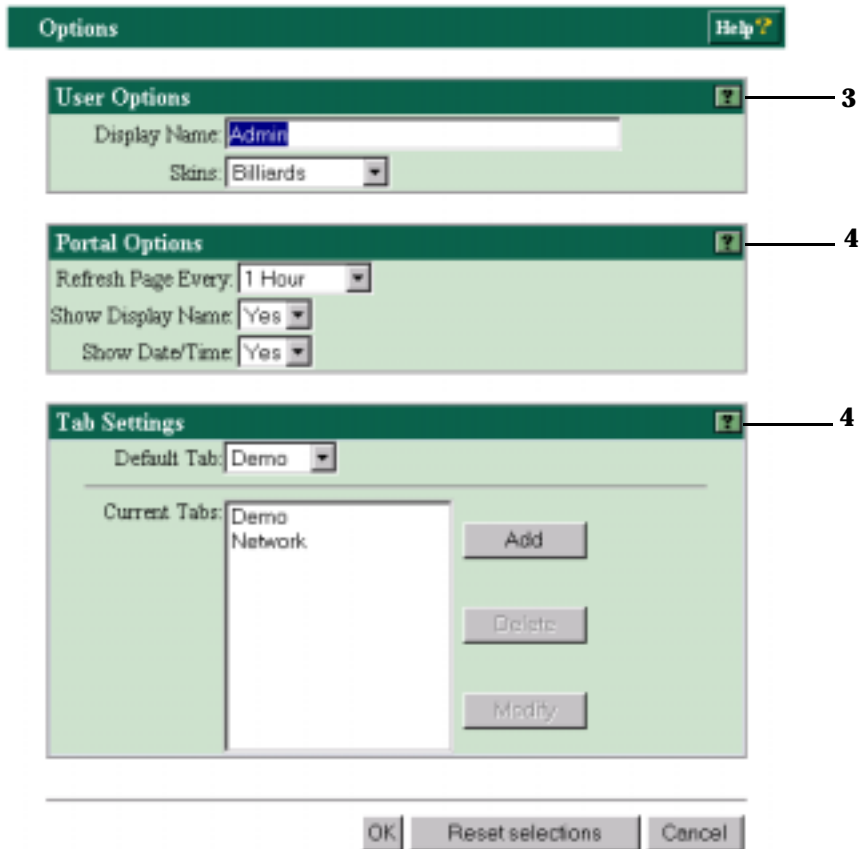 Options Help?
User Options ? 3
Display Name: Admin
Skins: Billiards
Portal Options ? 4
Refresh Page Every: 1 Hour
Show Display Name: Yes
Show Date/Time: Yes
Tab Settings ? 4
Default Tab: Demo
Current Tabs: Demo
Network
Add
Delete
Modify
OK Reset selections Cancel